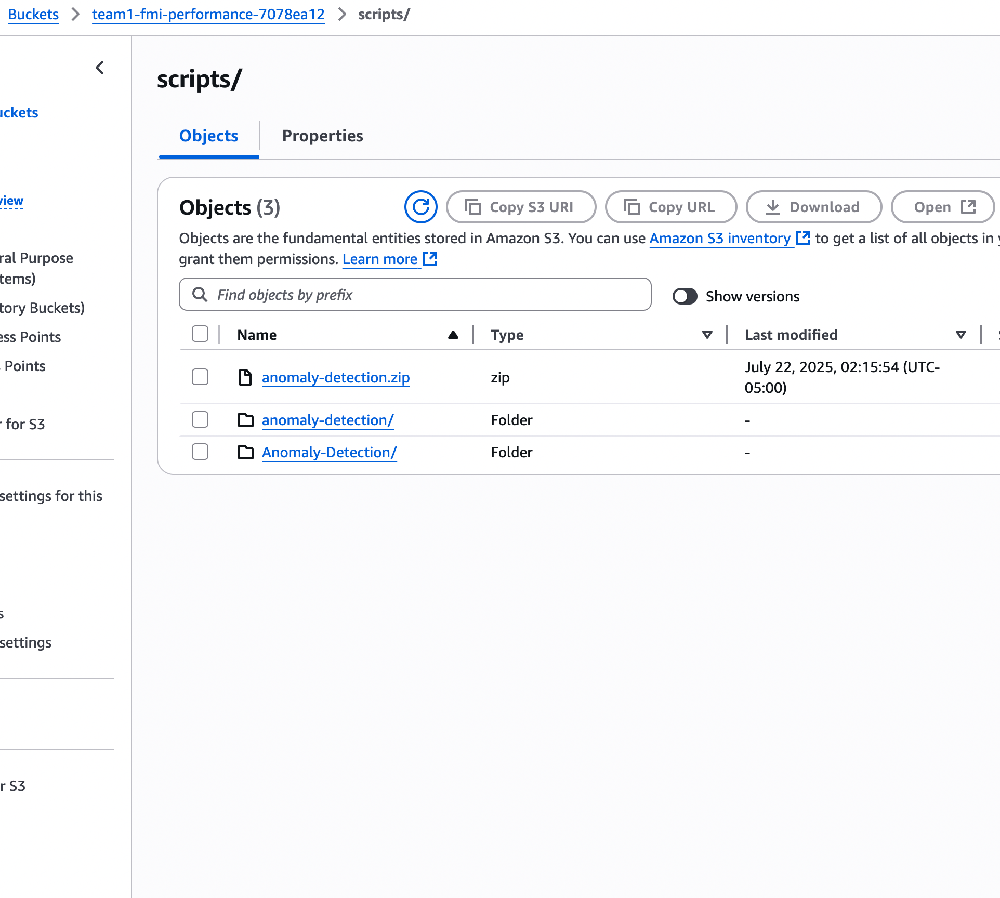 Buckets > team1-fmi-performance-7078ea12 > scripts/
scripts/
Objects
Properties
Objects (3)
Copy S3 URI
Copy URL
Download
Open
Objects are the fundamental entities stored in Amazon S3. You can use Amazon S3 inventory to get a list of all objects in
grant them permissions. Learn more
Find objects by prefix
Show versions
Name
Type
Last modified
anomaly-detection.zip
zip
July 22, 2025, 02:15:54 (UTC-
05:00)
anomaly-detection/
Folder
-
Anomaly-Detection/
Folder
-
uckets
view
ral Purpose
tems)
tory Buckets)
ess Points
Points
for S3
settings for this
s
settings
r S3